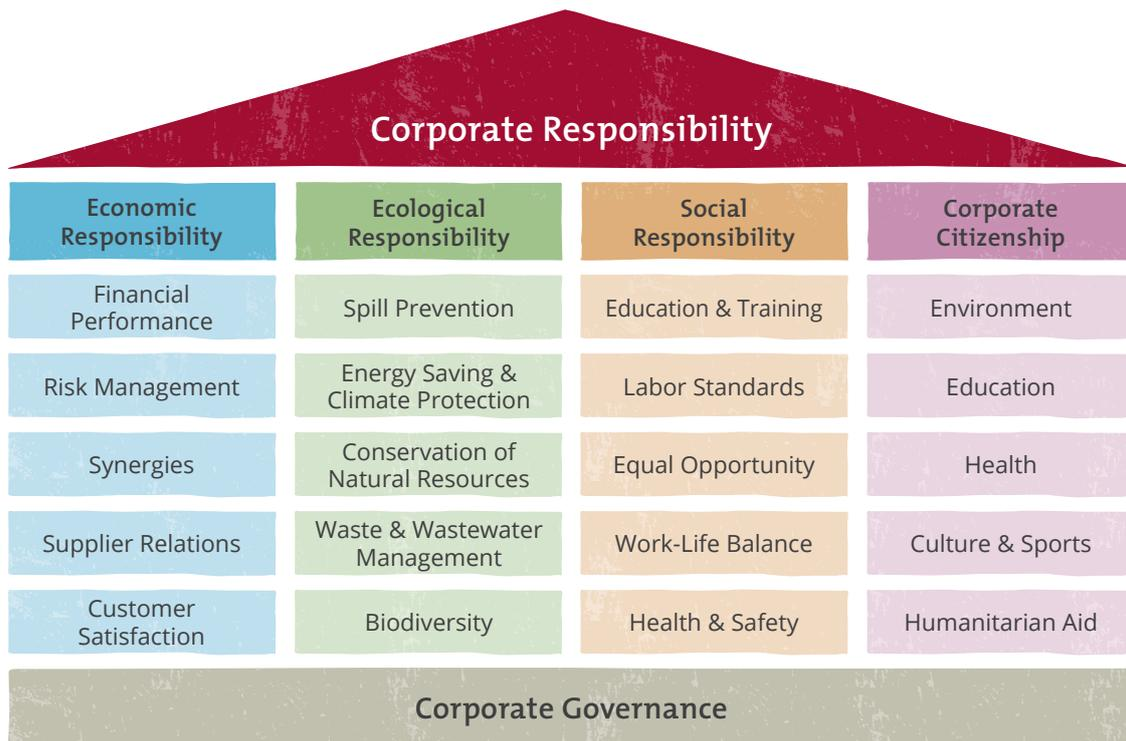 Corporate Responsibility
Economic
Responsibility
Financial
Performance
Risk Management
Synergies
Supplier Relations
Customer
Satisfaction
Ecological
Responsibility
Spill Prevention
Energy Saving &
Climate Protection
Conservation of
Natural Resources
Waste & Wastewater
Management
Biodiversity
Social
Responsibility
Education & Training
Labor Standards
Equal Opportunity
Work-Life Balance
Health & Safety
Corporate
Citizenship
Environment
Education
Health
Culture & Sports
Humanitarian Aid
Corporate Governance